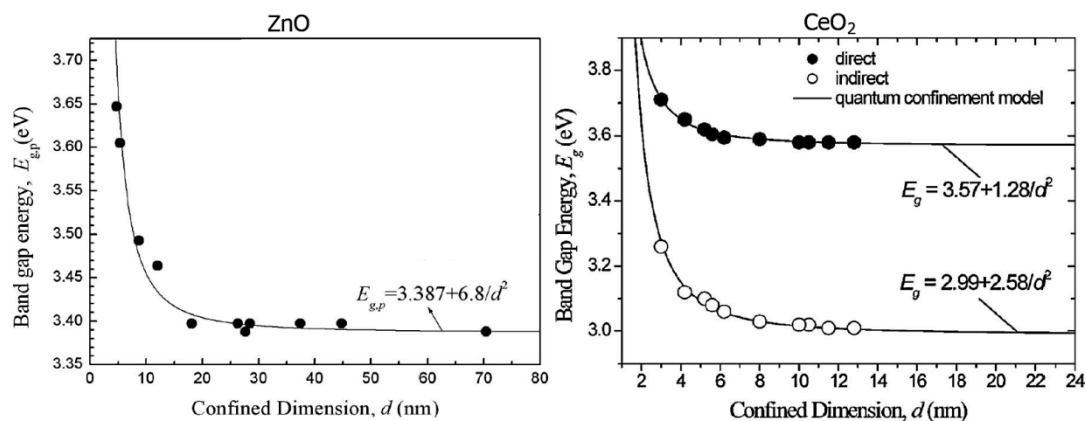 ZnO
3.70
3.65
3.60
3.55
3.50
3.45
3.40
3.35
Band gap energy, E_{g,p}(eV)
E_{g,p}=3.387+6.8/d^2
0 10 20 30 40 50 60 70 80
Confined Dimension, d (nm)
CeO_2
direct
indirect
quantum confinement model
3.8
3.6
3.4
3.2
3.0
Band Gap Energy, E_g (eV)
E_g = 3.57+1.28/d^2
E_g = 2.99+2.58/d^2
2 4 6 8 10 12 14 16 18 20 22 24
Confined Dimension, d (nm)